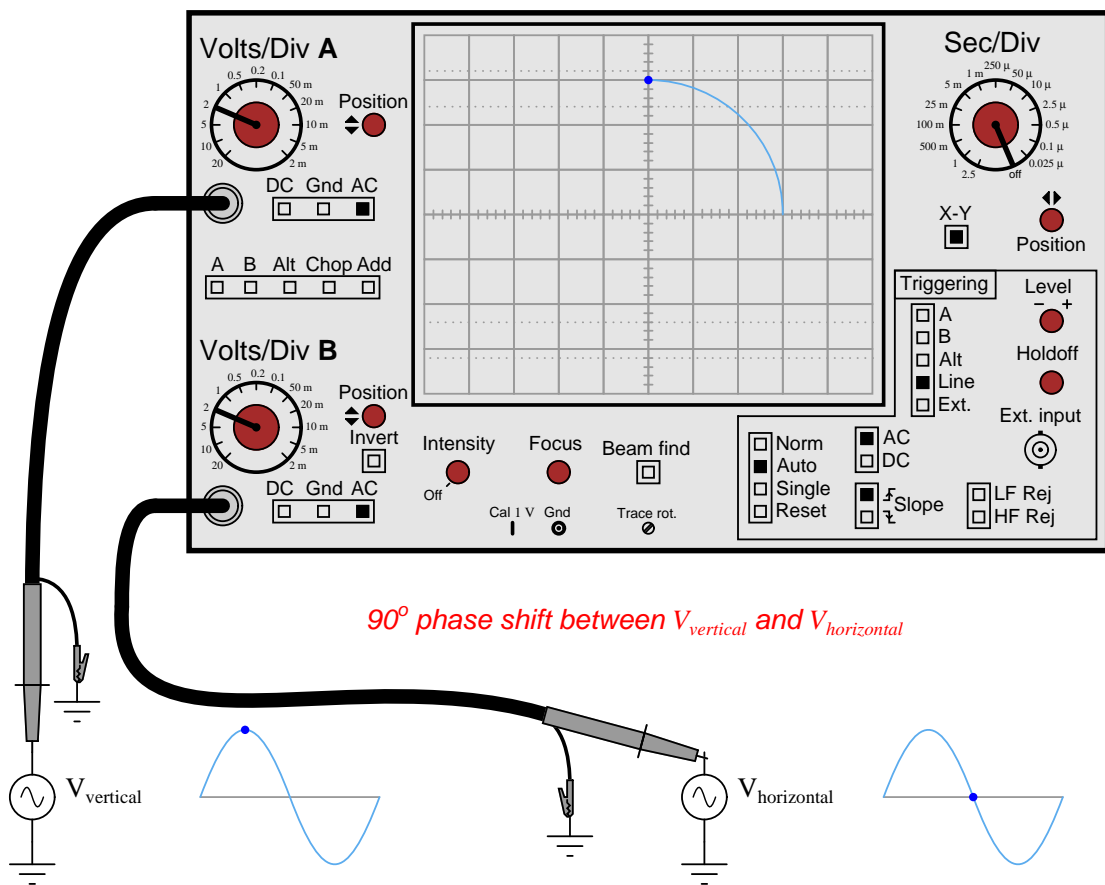 Volts/Div A
0.5 0.2 0.1
1 50 m
2 20 m
5 10 m
10 5 m
20 2 m
Position
DC Gnd AC
A B Alt Chop Add
Volts/Div B
0.5 0.2 0.1
1 50 m
2 20 m
5 10 m
10 5 m
20 2 m
Position
Invert
DC Gnd AC
Intensity
Off
Focus
Beam find
Cal 1 V Gnd Trace rot.
Sec/Div
250 µ
1 m 50 µ
5 m 10 µ
25 m 2.5 µ
100 m 0.5 µ
500 m 0.1 µ
1 0.025 µ
2.5 off
X-Y
Position
Triggering
A
B
Alt
Line
Ext.
Level
− +
Holdoff
Ext. input
Norm
Auto
Single
Reset
AC
DC
Slope
LF Rej
HF Rej
90° phase shift between Vvertical and Vhorizontal
Vvertical
Vhorizontal